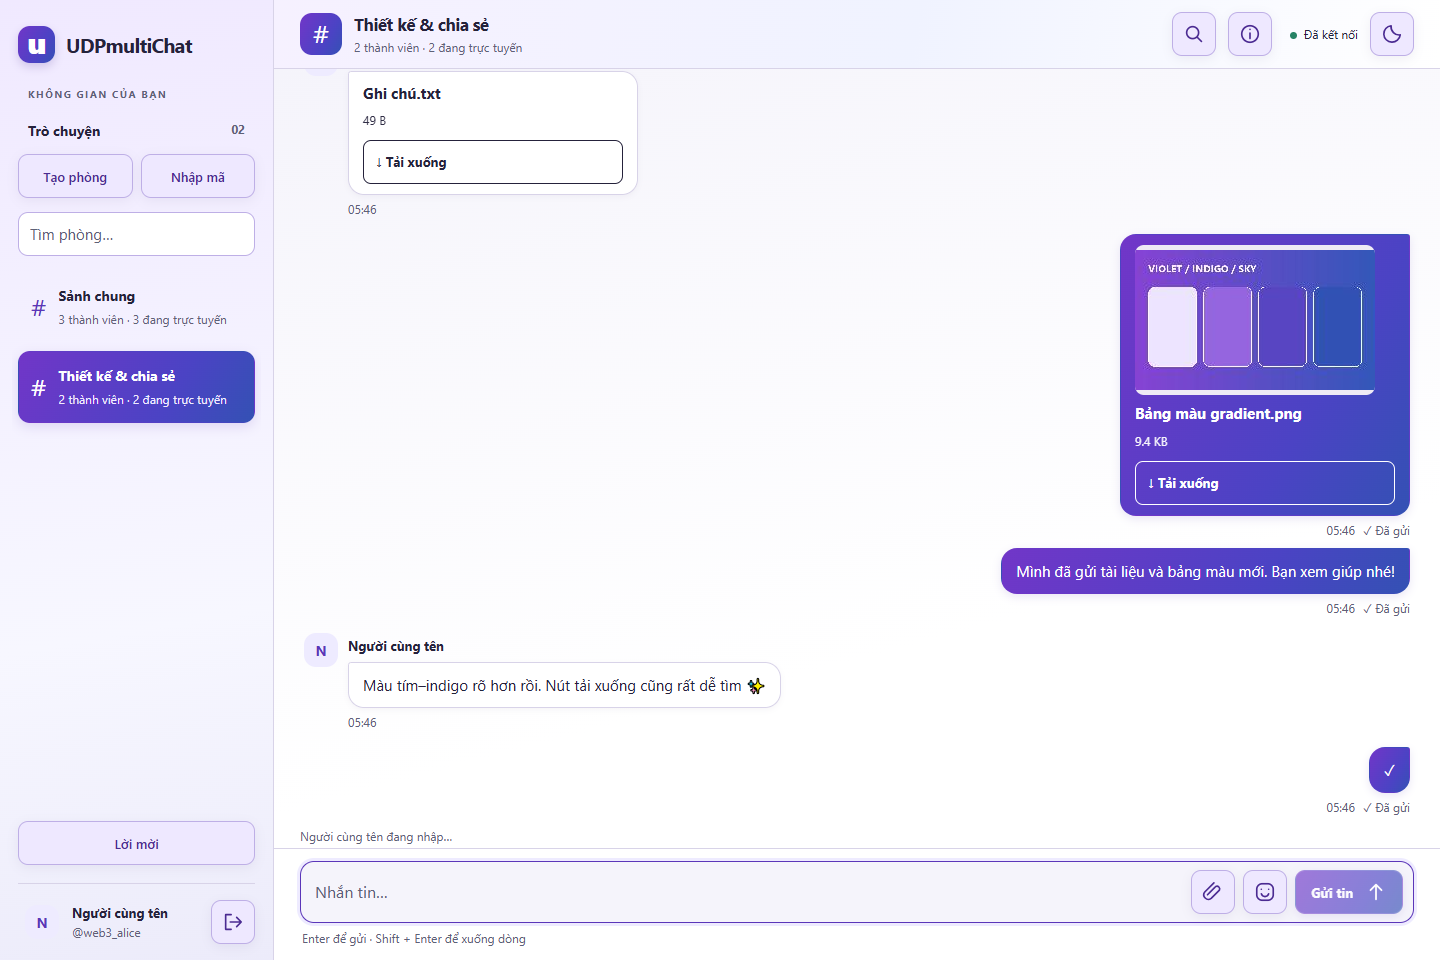 u UDPmultiChat
KHÔNG GIAN CỦA BẠN
Trò chuyện 02
Tạo phòng Nhập mã
Tìm phòng...
# Sảnh chung
3 thành viên · 3 đang trực tuyến
# Thiết kế & chia sẻ
2 thành viên · 2 đang trực tuyến
Lời mời
N Người cùng tên
@web3_alice
# Thiết kế & chia sẻ
2 thành viên · 2 đang trực tuyến
Đã kết nối
Ghi chú.txt
49 B
↓ Tải xuống
05:46
VIOLET / INDIGO / SKY
Bảng màu gradient.png
9.4 KB
↓ Tải xuống
05:46 ✓ Đã gửi
Mình đã gửi tài liệu và bảng màu mới. Bạn xem giúp nhé!
05:46 ✓ Đã gửi
N Người cùng tên
Màu tím–indigo rõ hơn rồi. Nút tải xuống cũng rất dễ tìm ✨
05:46
✓
05:46 ✓ Đã gửi
Người cùng tên đang nhập...
Nhắn tin...
Gửi tin ↑
Enter để gửi · Shift + Enter để xuống dòng